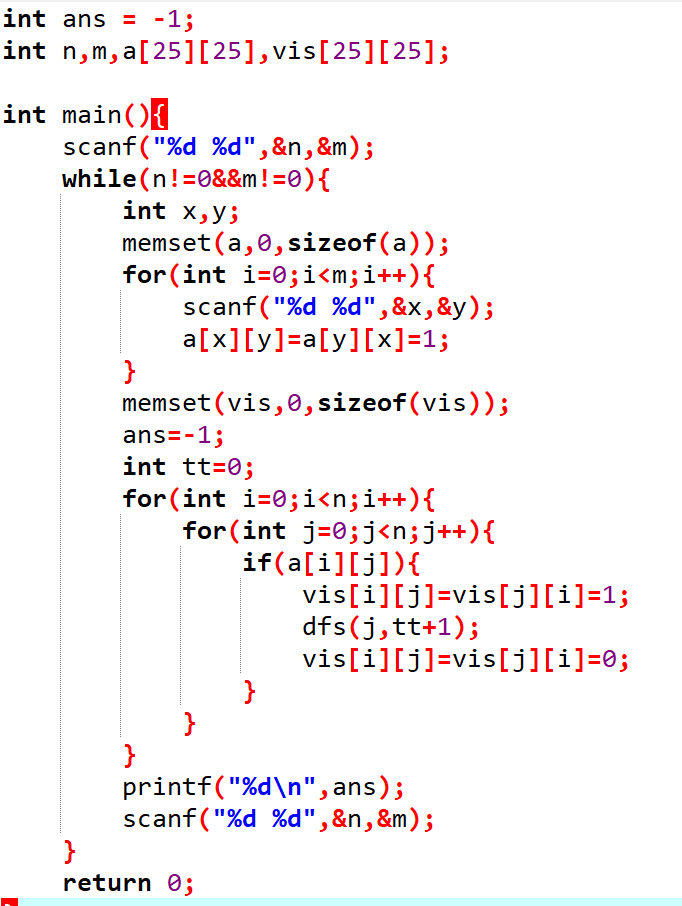 int ans = -1;
int n,m,a[25][25],vis[25][25];
int main(){
    scanf("%d %d",&n,&m);
    while(n!=0&&m!=0){
        int x,y;
        memset(a,0,sizeof(a));
        for(int i=0;i<m;i++){
            scanf("%d %d",&x,&y);
            a[x][y]=a[y][x]=1;
        }
        memset(vis,0,sizeof(vis));
        ans=-1;
        int tt=0;
        for(int i=0;i<n;i++){
            for(int j=0;j<n;j++){
                if(a[i][j]){
                    vis[i][j]=vis[j][i]=1;
                    dfs(j,tt+1);
                    vis[i][j]=vis[j][i]=0;
                }
            }
        }
        printf("%d\n",ans);
        scanf("%d %d",&n,&m);
    }
    return 0;